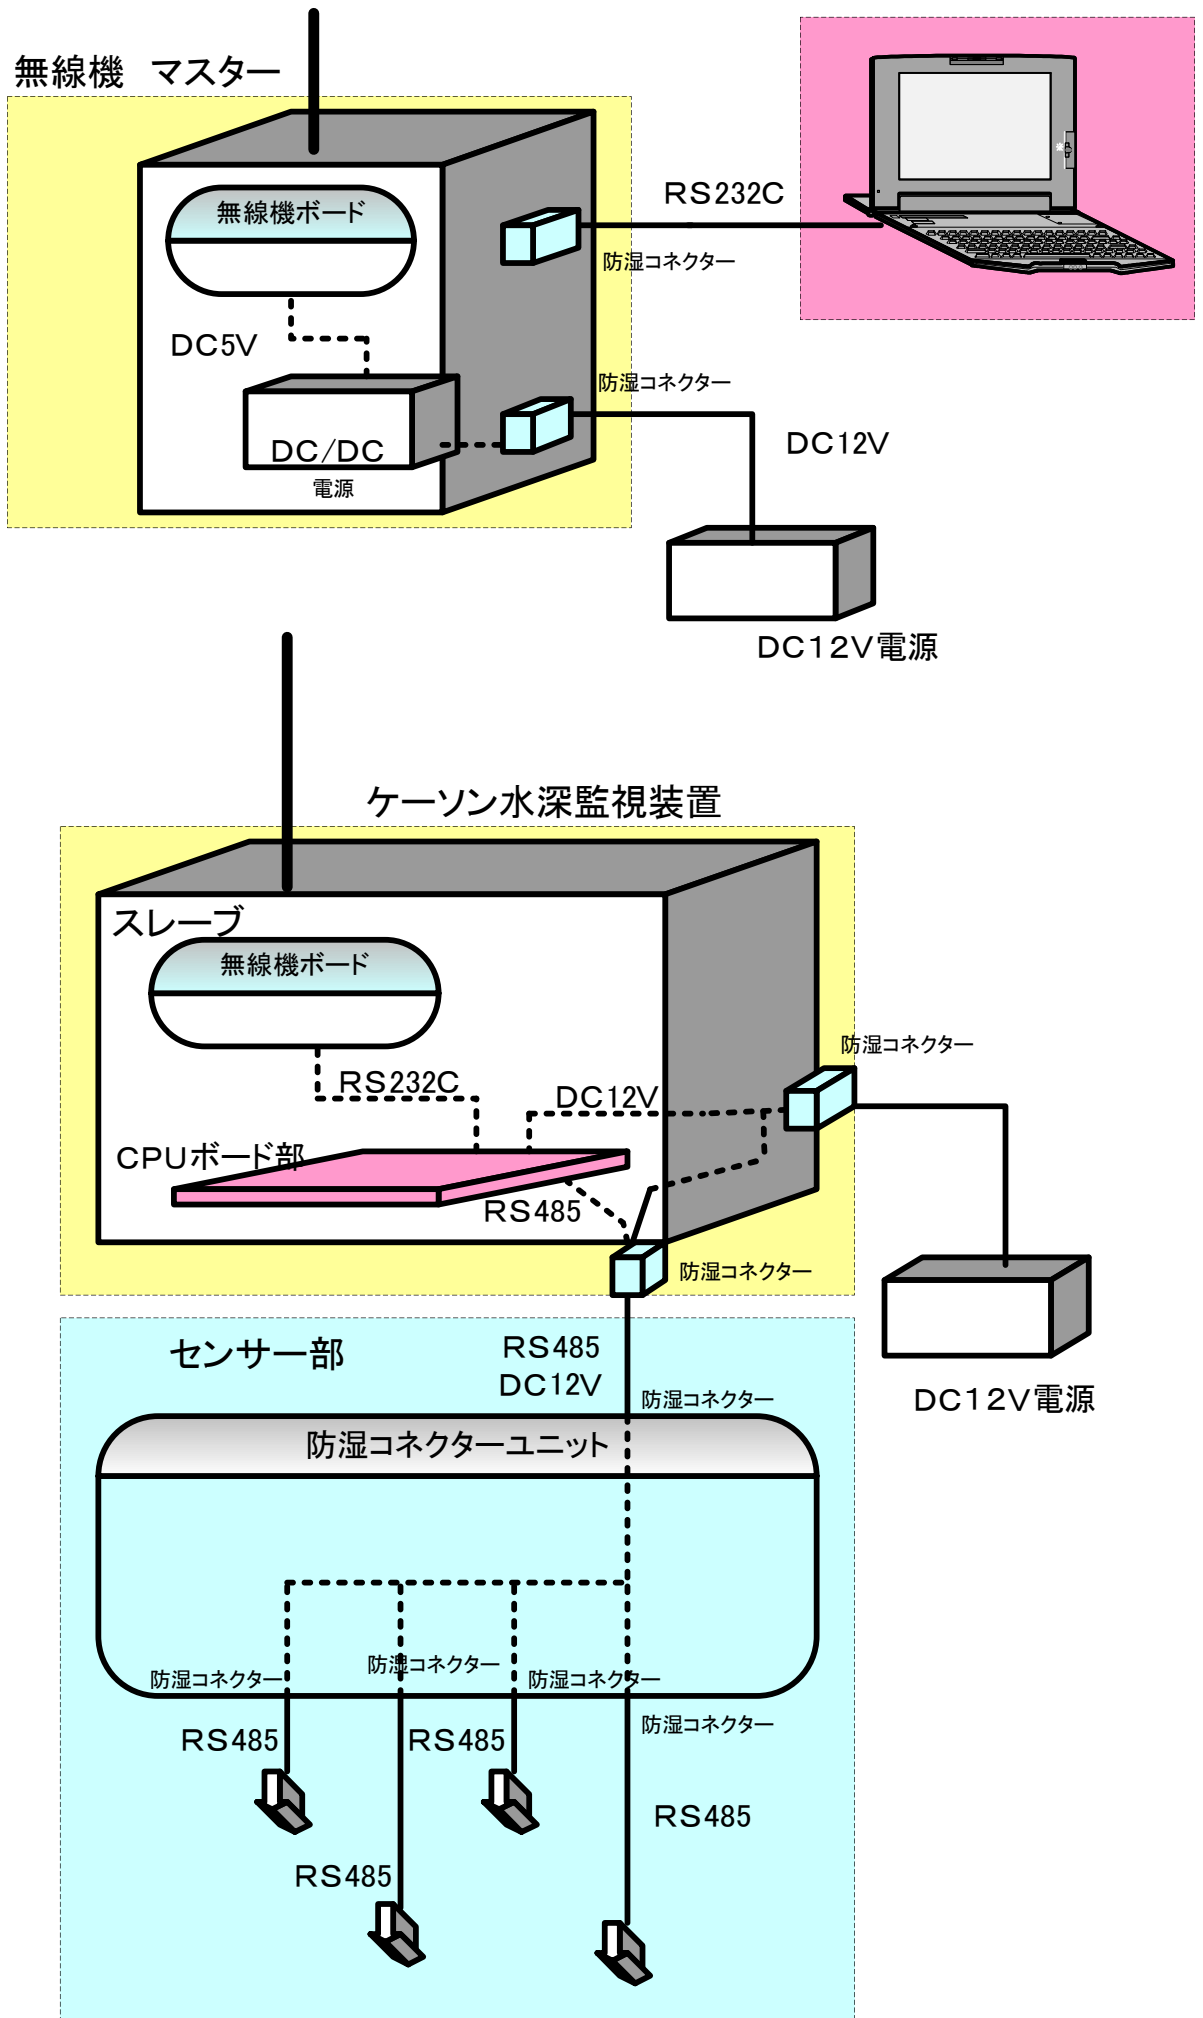 無線機　マスター
無線機ボード
RS232C
防湿コネクター
DC5V
防湿コネクター
DC/DC
電源
DC12V
DC12V電源
ケーソン水深監視装置
スレーブ
無線機ボード
防湿コネクター
RS232C
DC12V
CPUボード部
RS485
防湿コネクター
センサー部
RS485
DC12V
防湿コネクター
DC12V電源
防湿コネクターユニット
防湿コネクター
防湿コネクター
防湿コネクター
防湿コネクター
RS485
RS485
RS485
RS485